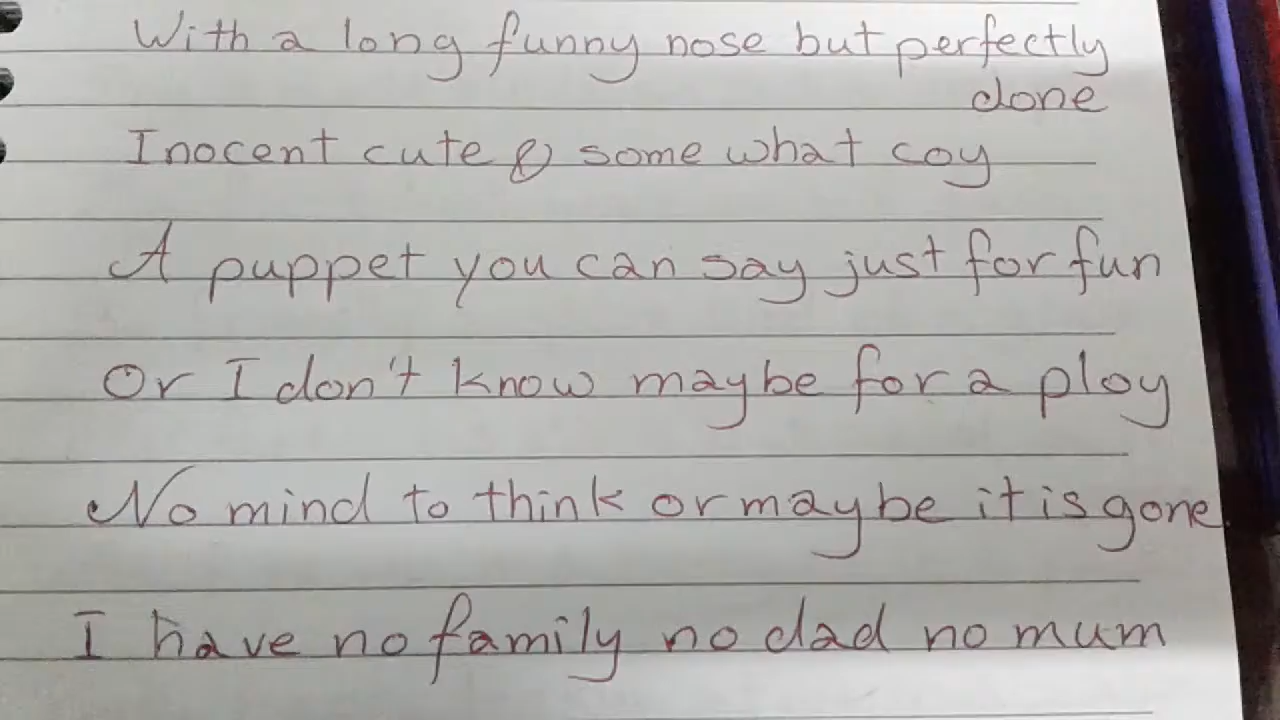 With a long funny nose but perfectly
done
Inocent cute & some what coy
A puppet you can say just for fun
Or I don't know maybe for a ploy
No mind to think or maybe it is gone
I have no family no dad no mum